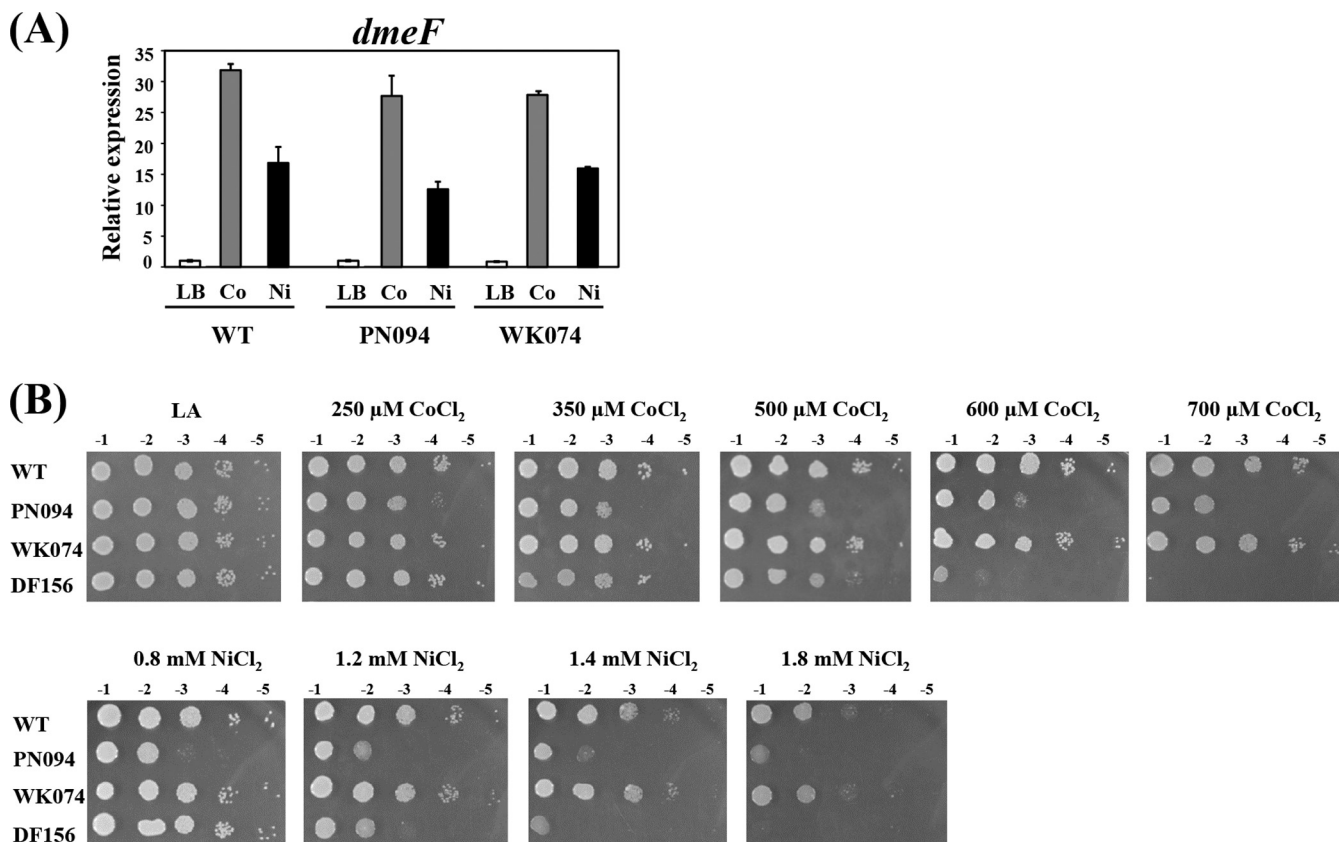 (A)
dmeF
Relative expression
35
30
25
20
15
10
5
0
LB Co Ni LB Co Ni LB Co Ni
WT PN094 WK074
(B)
LA 250 μM CoCl₂ 350 μM CoCl₂ 500 μM CoCl₂ 600 μM CoCl₂ 700 μM CoCl₂
-1 -2 -3 -4 -5 -1 -2 -3 -4 -5 -1 -2 -3 -4 -5 -1 -2 -3 -4 -5 -1 -2 -3 -4 -5 -1 -2 -3 -4 -5
WT
PN094
WK074
DF156
0.8 mM NiCl₂ 1.2 mM NiCl₂ 1.4 mM NiCl₂ 1.8 mM NiCl₂
-1 -2 -3 -4 -5 -1 -2 -3 -4 -5 -1 -2 -3 -4 -5 -1 -2 -3 -4 -5
WT
PN094
WK074
DF156